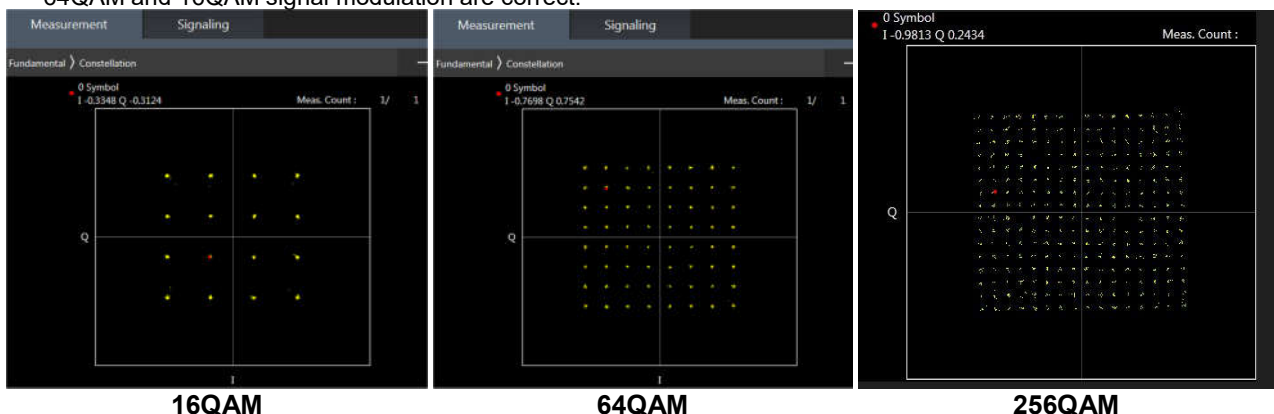 64QAM and 16QAM signal modulation are correct.
Measurement Signaling
Fundamental ⟩ Constellation
0 Symbol
I -0.3348 Q -0.3124 Meas. Count : 1/ 1
Q
I
16QAM
Measurement Signaling
Fundamental ⟩ Constellation
0 Symbol
I -0.7698 Q 0.7542 Meas. Count : 1/ 1
Q
I
64QAM
0 Symbol
I -0.9813 Q 0.2434 Meas. Count :
Q
256QAM